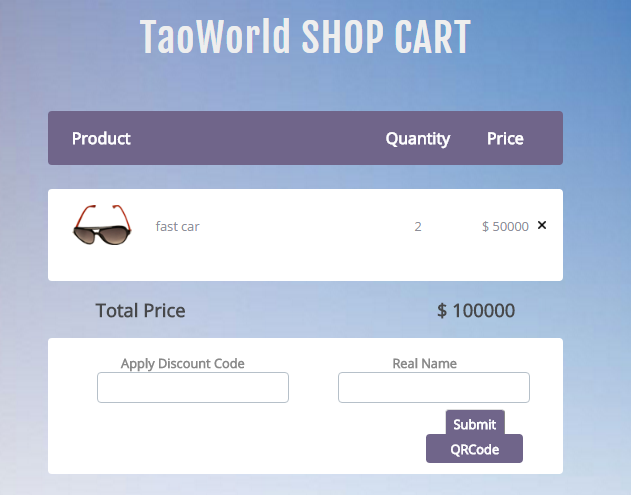 TaoWorld SHOP CART
Product Quantity Price
fast car 2 $ 50000 ×
Total Price $ 100000
Apply Discount Code Real Name
Submit
QRCode